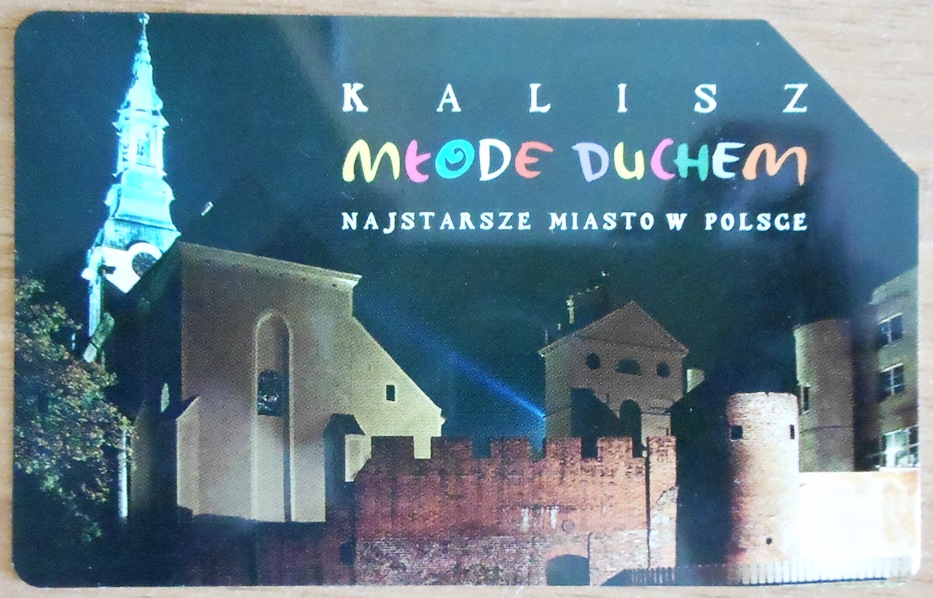 KALISZ
MŁODE DUCHEM
NAJSTARSZE MIASTO W POLSCE